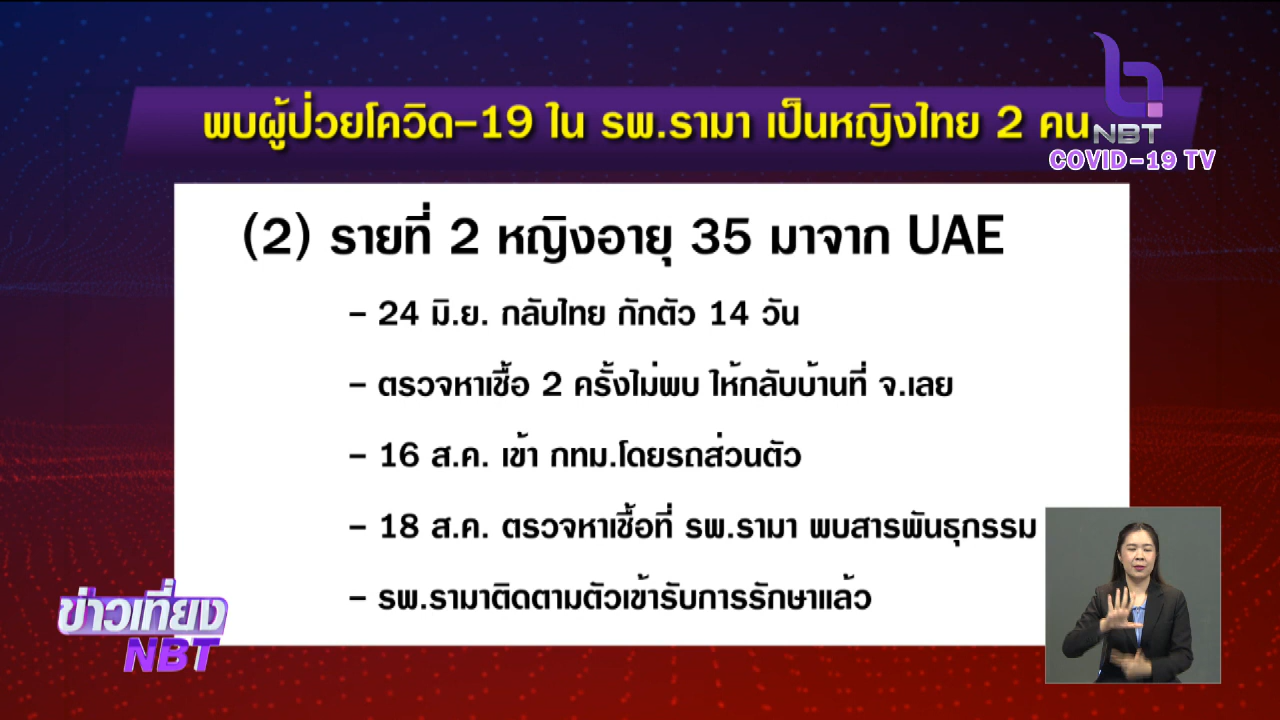 พบผู้ป่วยโควิด-19 ใน รพ.รามา เป็นหญิงไทย 2 คน
NBT
COVID-19 TV
(2) รายที่ 2 หญิงอายุ 35 มาจาก UAE
- 24 มิ.ย. กลับไทย กักตัว 14 วัน
- ตรวจหาเชื้อ 2 ครั้งไม่พบ ให้กลับบ้านที่ จ.เลย
- 16 ส.ค. เข้า กทม.โดยรถส่วนตัว
- 18 ส.ค. ตรวจหาเชื้อที่ รพ.รามา พบสารพันธุกรรม
- รพ.รามาติดตามตัวเข้ารับการรักษาแล้ว
ข่าวเที่ยง
NBT